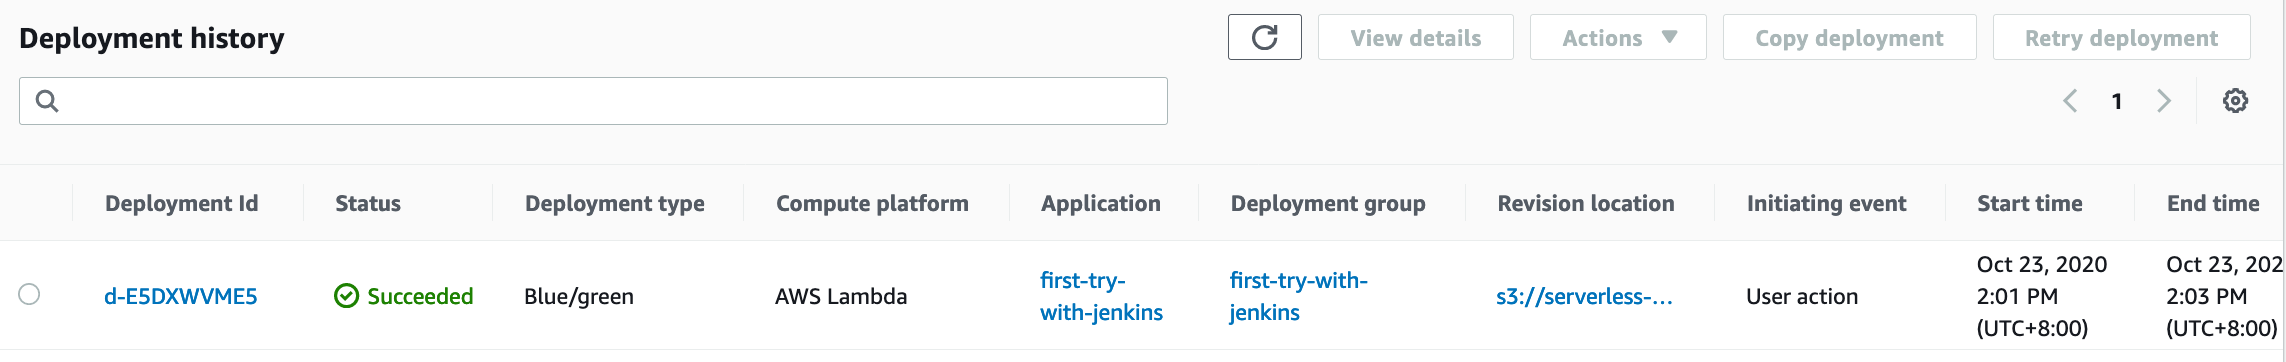 Deployment history
View details
Actions
Copy deployment
Retry deployment
1
Deployment Id
Status
Deployment type
Compute platform
Application
Deployment group
Revision location
Initiating event
Start time
End time
d-E5DXWVME5
Succeeded
Blue/green
AWS Lambda
first-try-
with-jenkins
first-try-with-
jenkins
s3://serverless-...
User action
Oct 23, 2020
2:01 PM
(UTC+8:00)
Oct 23, 202
2:03 PM
(UTC+8:00)